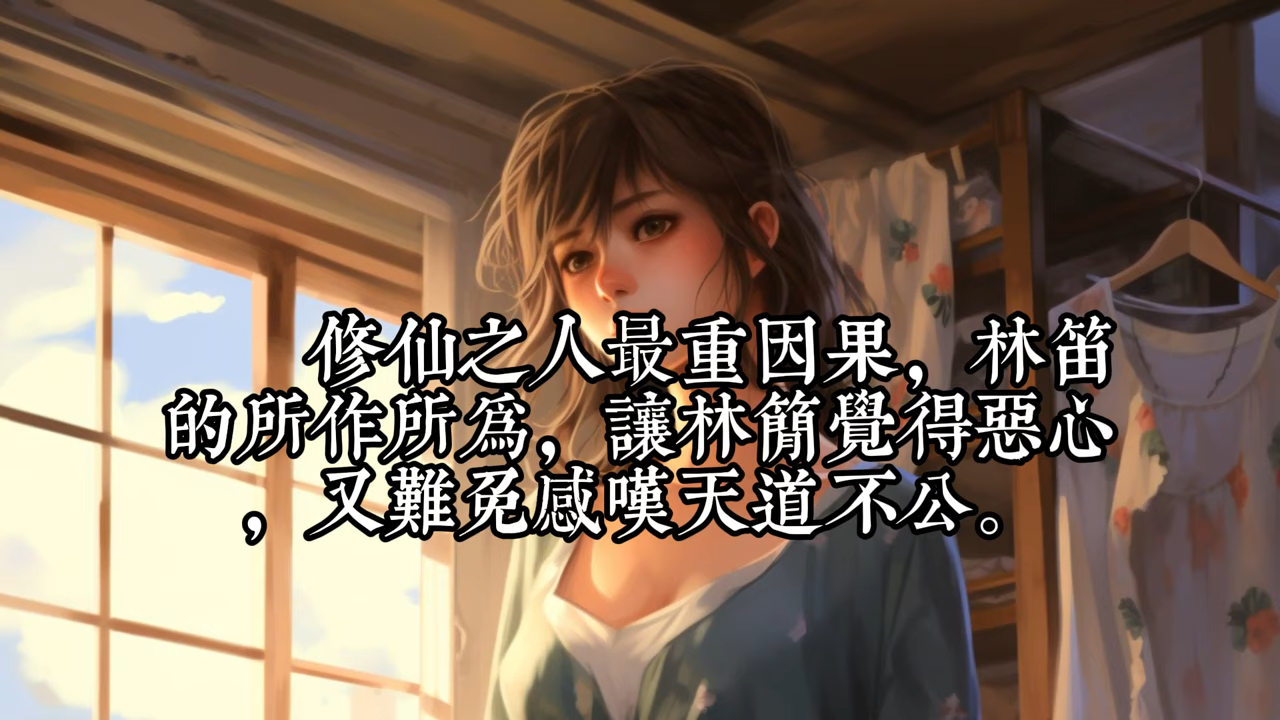 修仙之人最重因果，林笛
的所作所爲，讓林簡覺得惡心
，又難免感嘆天道不公。